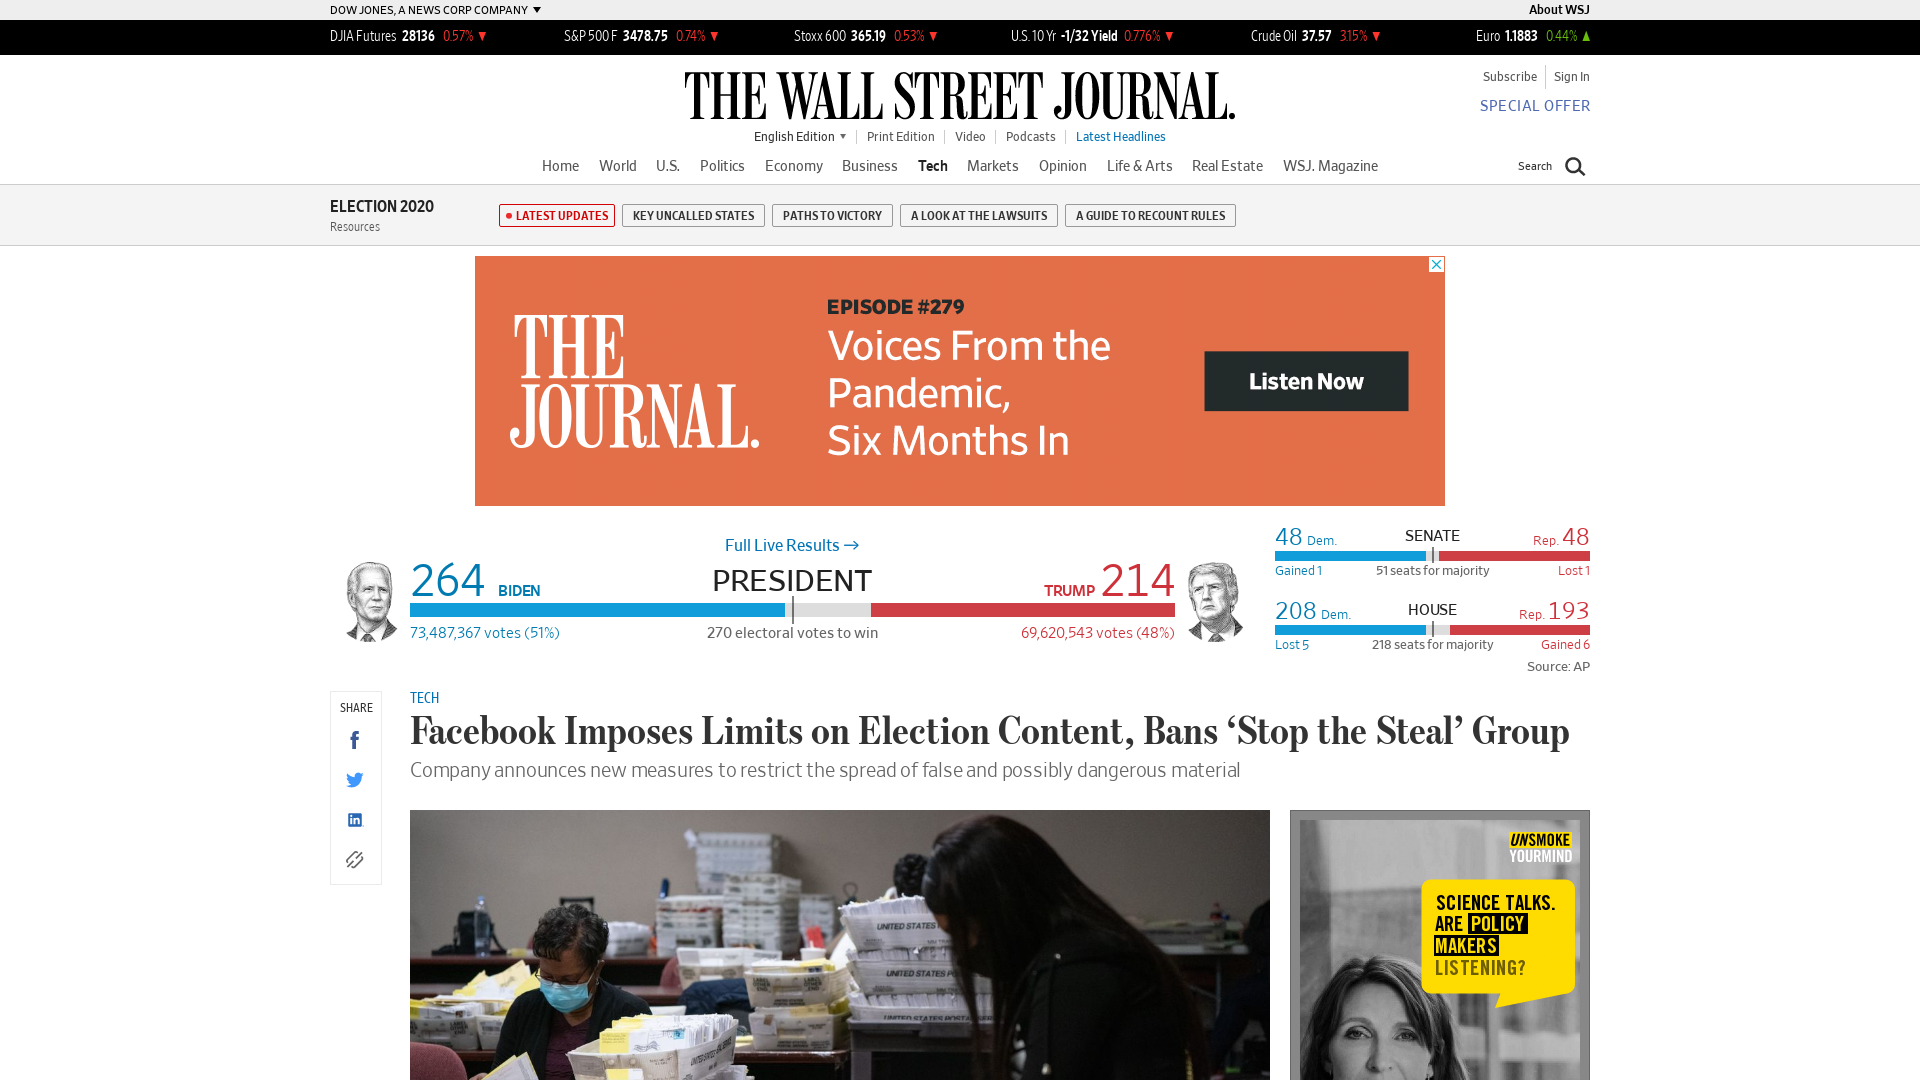 DOW JONES, A NEWS CORP COMPANY
About WSJ
DJIA Futures 28136 0.57%
S&P 500 F 3478.75 0.74%
Stoxx 600 365.19 0.53%
U.S. 10 Yr -1/32 Yield 0.776%
Crude Oil 37.57 3.15%
Euro 1.1883 0.44%
THE WALL STREET JOURNAL.
Subscribe
Sign In
SPECIAL OFFER
English Edition
Print Edition
Video
Podcasts
Latest Headlines
Home
World
U.S.
Politics
Economy
Business
Tech
Markets
Opinion
Life & Arts
Real Estate
WSJ. Magazine
Search
ELECTION 2020
Resources
LATEST UPDATES
KEY UNCALLED STATES
PATHS TO VICTORY
A LOOK AT THE LAWSUITS
A GUIDE TO RECOUNT RULES
THE
JOURNAL.
EPISODE #279
Voices From the
Pandemic,
Six Months In
Listen Now
Full Live Results →
264 BIDEN
PRESIDENT
TRUMP 214
73,487,367 votes (51%)
270 electoral votes to win
69,620,543 votes (48%)
48 Dem.
SENATE
Rep. 48
Gained 1
51 seats for majority
Lost 1
208 Dem.
HOUSE
Rep. 193
Lost 5
218 seats for majority
Gained 6
Source: AP
SHARE
TECH
Facebook Imposes Limits on Election Content, Bans ‘Stop the Steal’ Group
Company announces new measures to restrict the spread of false and possibly dangerous material
UNITED STATES
UNITED STATES POSTAL
UNITED STATES POSTAL SERV
UNSMOKE
YOURMIND
SCIENCE TALKS.
ARE POLICY
MAKERS
LISTENING?